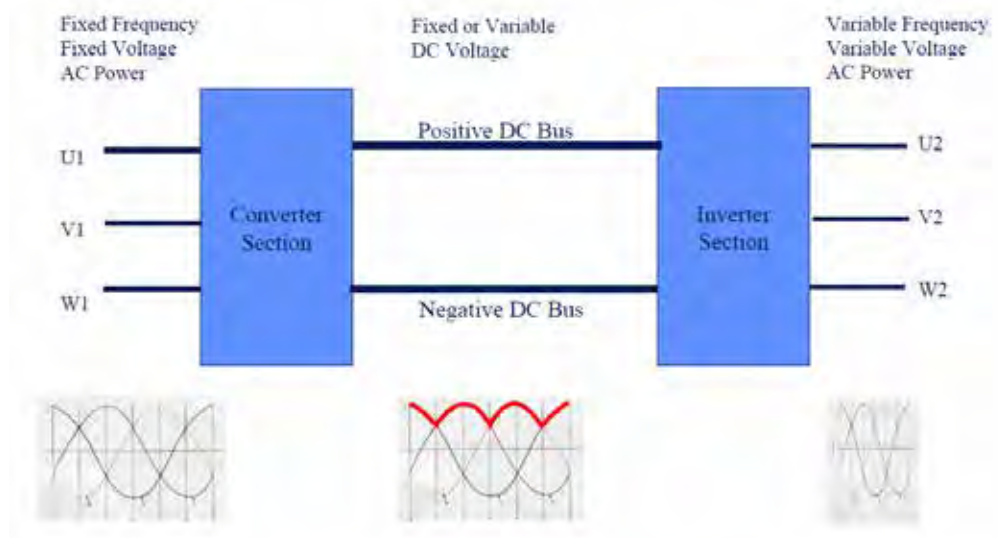 Fixed Frequency
Fixed Voltage
AC Power
Fixed or Variable
DC Voltage
Variable Frequency
Variable Voltage
AC Power
Positive DC Bus
U1
V1
W1
Converter
Section
Inverter
Section
U2
V2
W2
Negative DC Bus